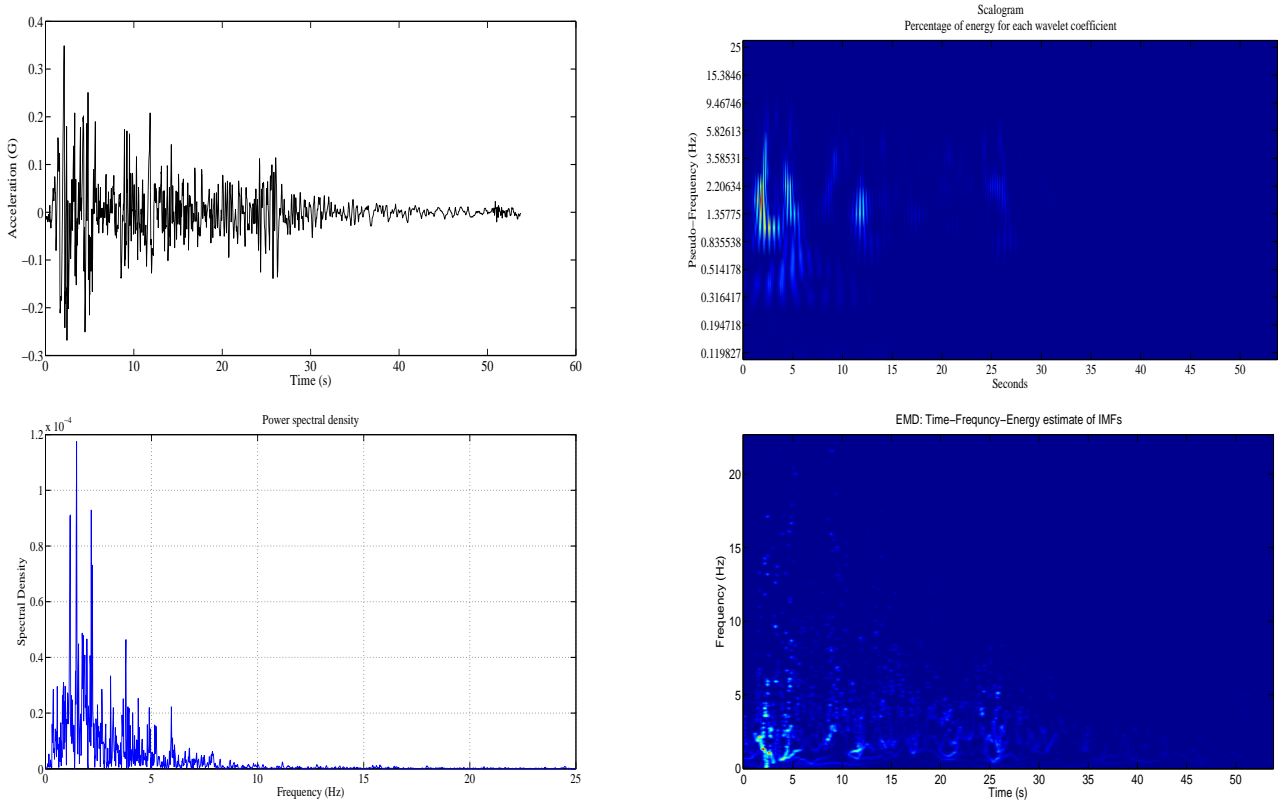 0.4
0.3
0.2
0.1
0
−0.1
−0.2
−0.3
0 10 20 30 40 50 60
Acceleration (G)
Time (s)
Scalogram
Percentage of energy for each wavelet coefficient
25
15.3846
9.46746
5.82613
3.58531
2.20634
1.35775
0.835538
0.514178
0.316417
0.194718
0.119827
Pseudo−Frequency (Hz)
0 5 10 15 20 25 30 35 40 45 50
Seconds
Power spectral density
x 10⁻⁴
1.2
1
0.8
0.6
0.4
0.2
0
0 5 10 15 20 25
Spectral Density
Frequency (Hz)
EMD: Time−Frequncy−Energy estimate of IMFs
20
15
10
5
0
Frequency (Hz)
0 5 10 15 20 25 30 35 40 45 50
Time (s)